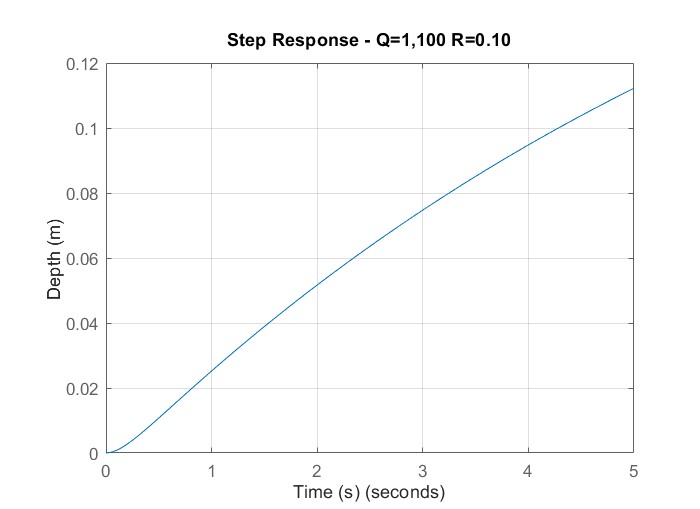 Step Response - Q=1,100 R=0.10
0.12
0.1
0.08
0.06
0.04
0.02
0
Depth (m)
0 1 2 3 4 5
Time (s) (seconds)